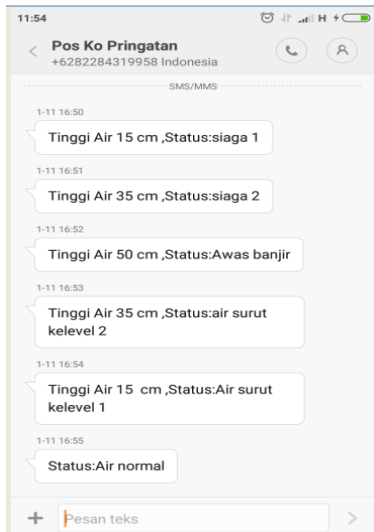 11:54
H
Pos Ko Pringatan
+6282284319958 Indonesia
SMS/MMS
1-11 16:50
Tinggi Air 15 cm ,Status:siaga 1
1-11 16:51
Tinggi Air 35 cm ,Status:siaga 2
1-11 16:52
Tinggi Air 50 cm ,Status:Awas banjir
1-11 16:53
Tinggi Air 35 cm ,Status:air surut
kelevel 2
1-11 16:54
Tinggi Air 15  cm ,Status:Air surut
kelevel 1
1-11 16:55
Status:Air normal
Pesan teks